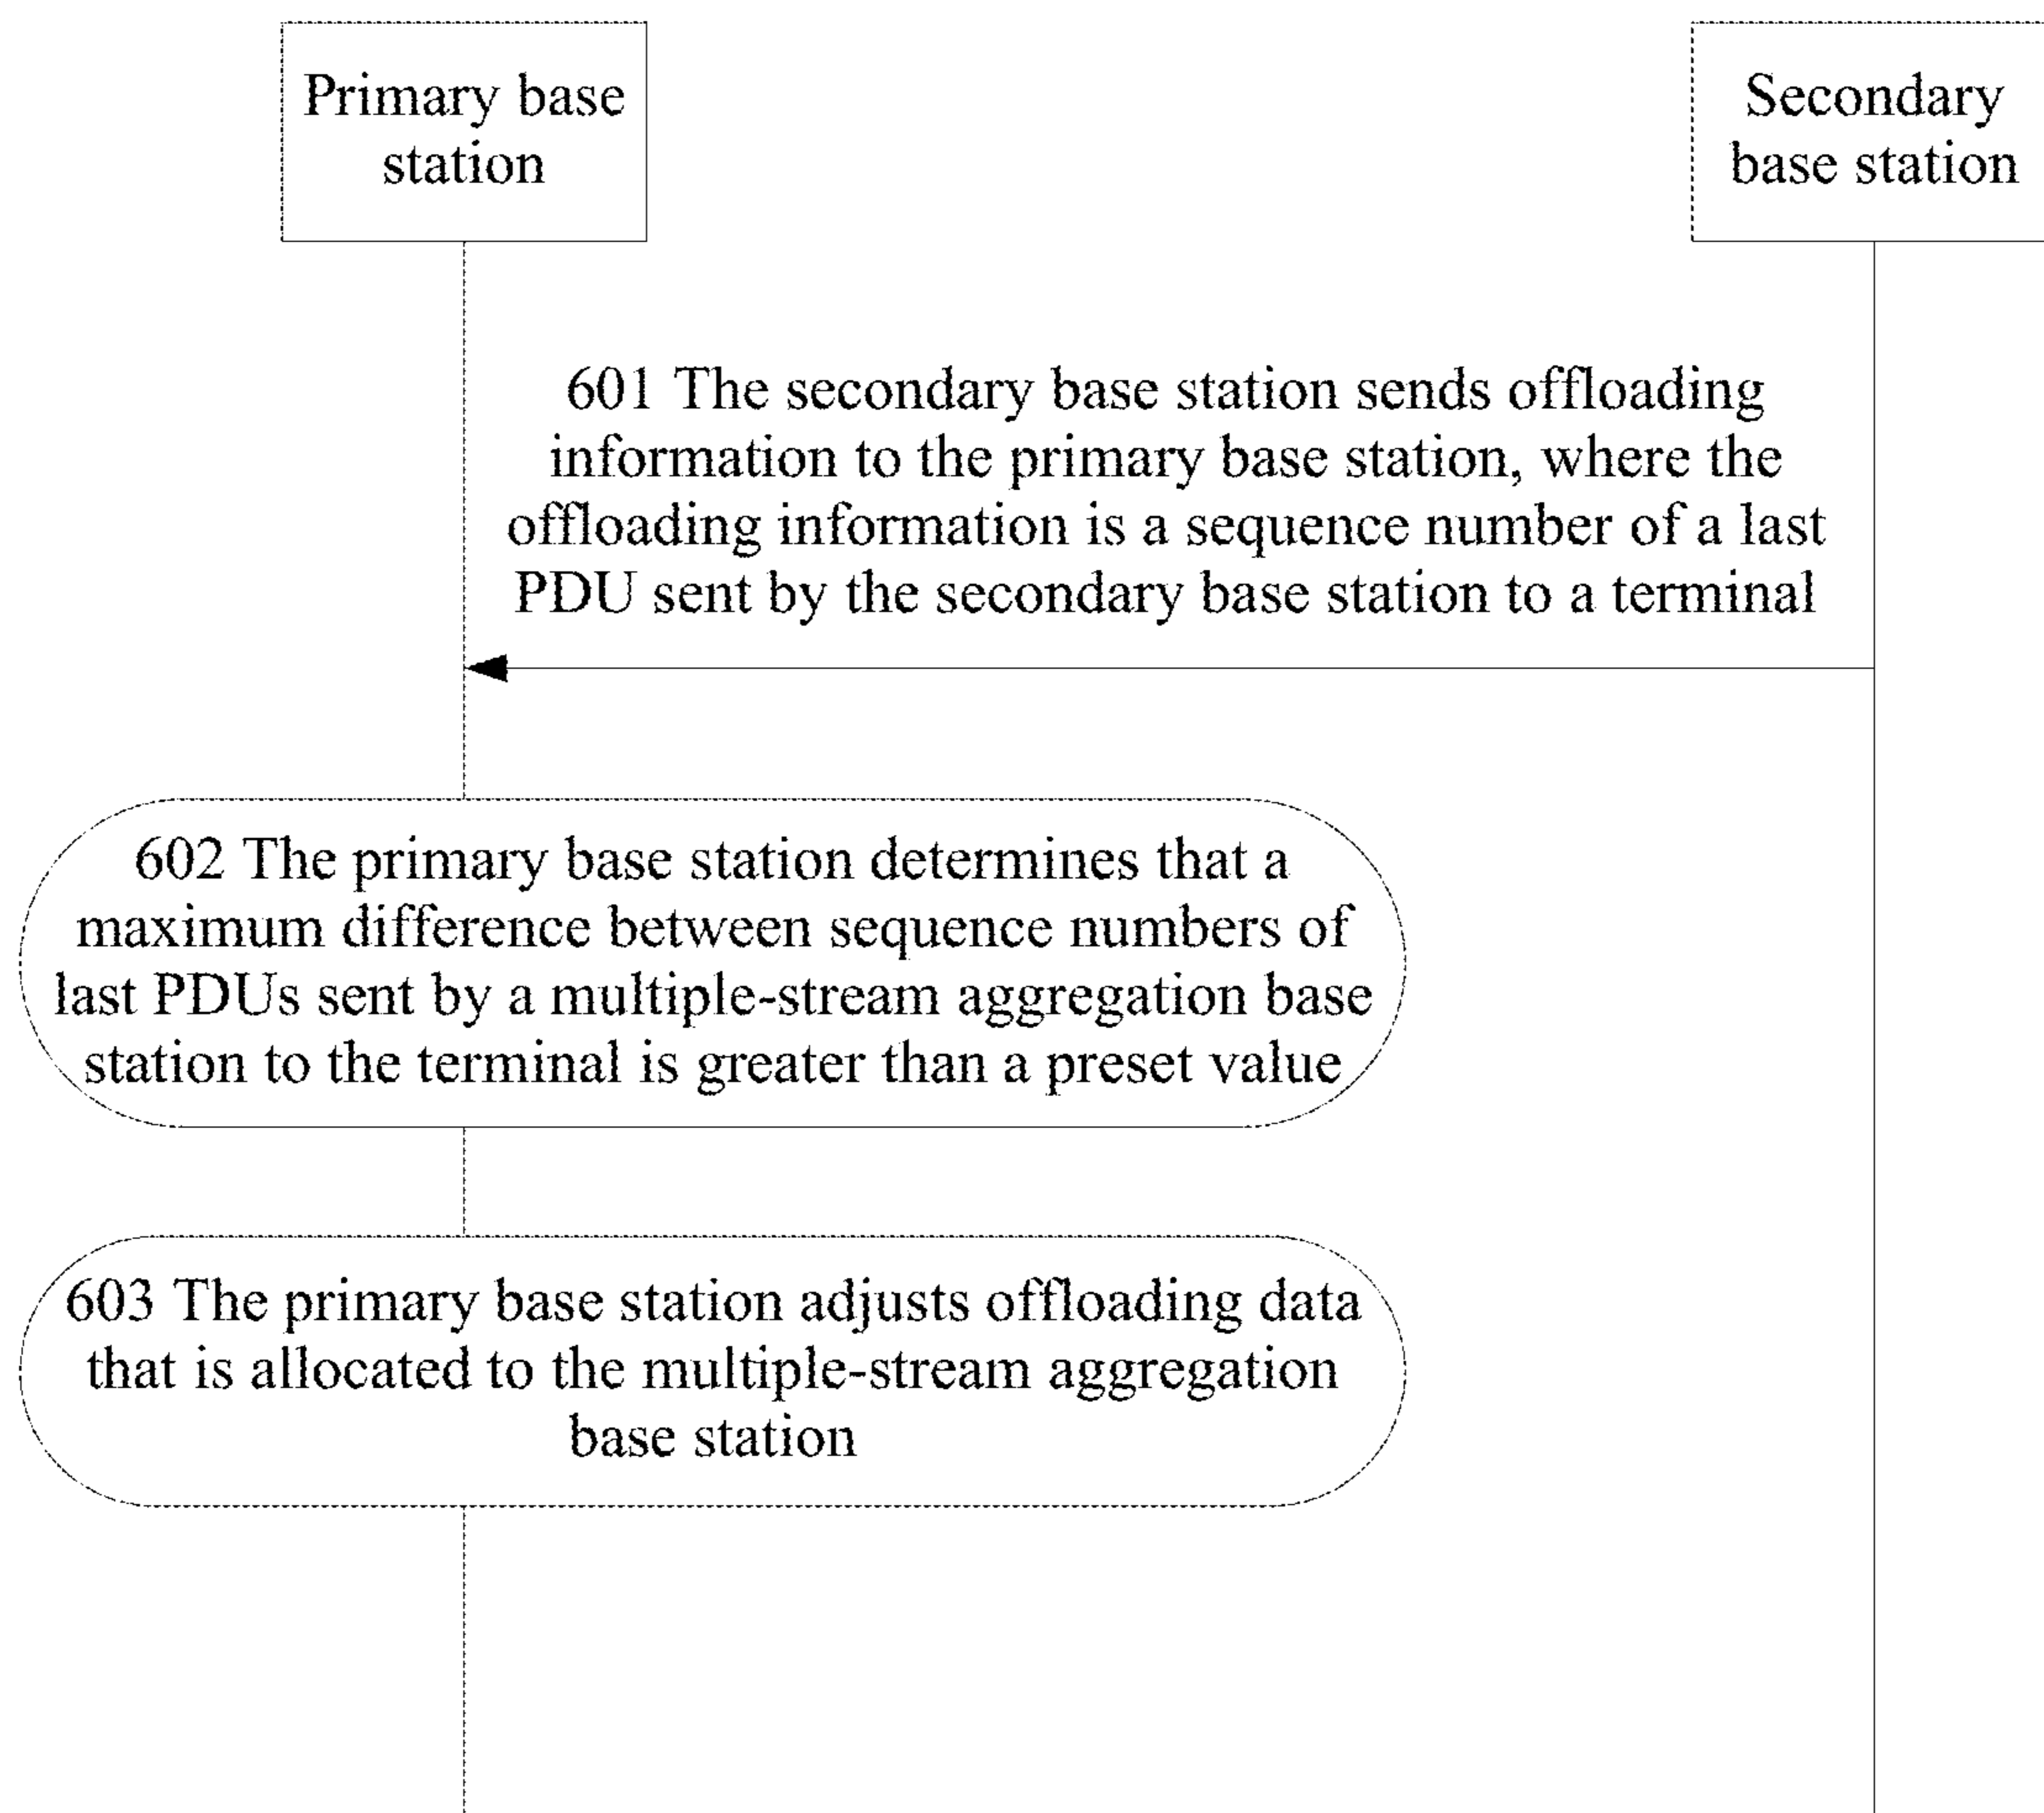 Primary base
station
Secondary
base station
601 The secondary base station sends offloading
information to the primary base station, where the
offloading information is a sequence number of a last
PDU sent by the secondary base station to a terminal
602 The primary base station determines that a
maximum difference between sequence numbers of
last PDUs sent by a multiple-stream aggregation base
station to the terminal is greater than a preset value
603 The primary base station adjusts offloading data
that is allocated to the multiple-stream aggregation
base station